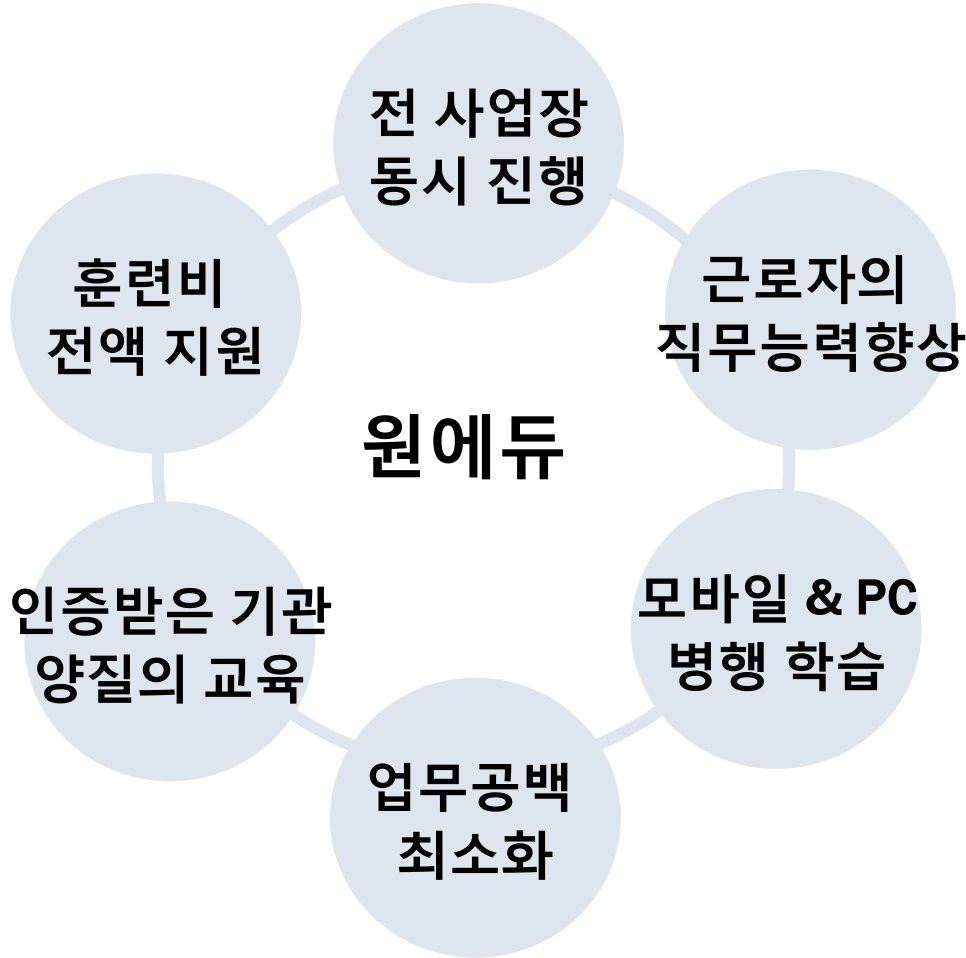 전 사업장
동시 진행
근로자의
직무능력향상
모바일 & PC
병행 학습
업무공백
최소화
인증받은 기관
양질의 교육
훈련비
전액 지원
원에듀